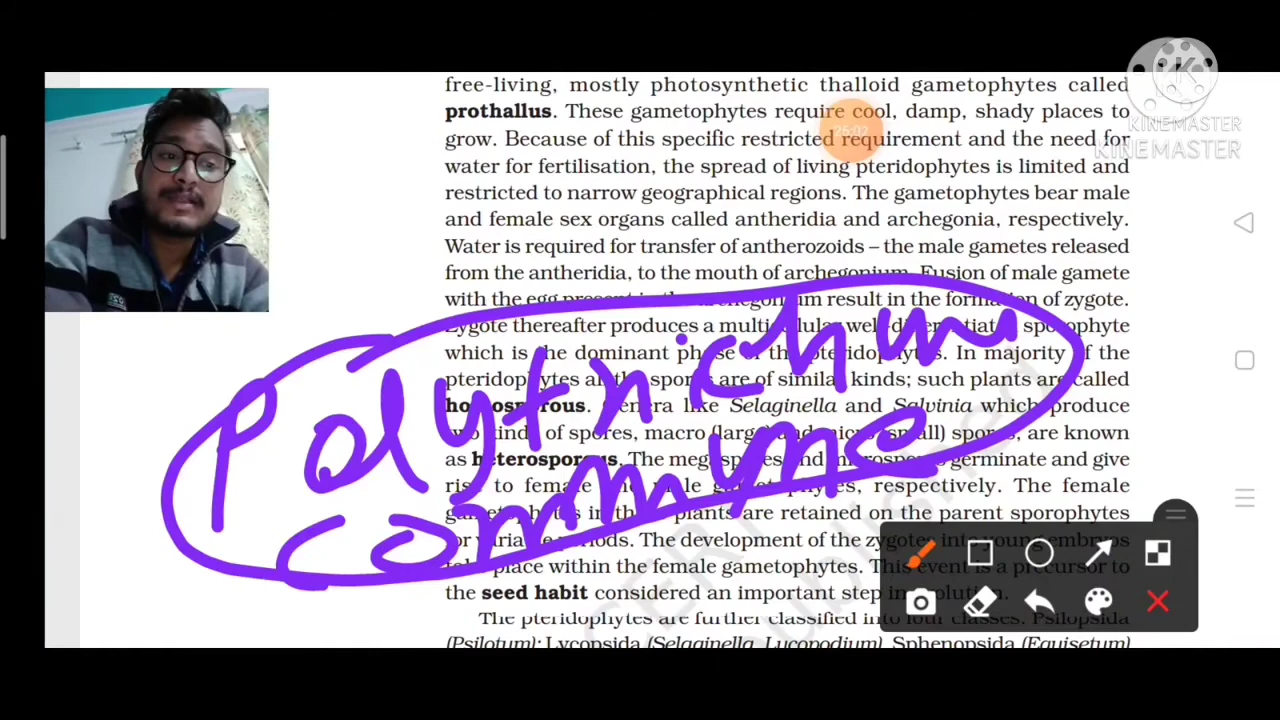 KINEMASTER
KINEMASTER
26:02
free-living, mostly photosynthetic thalloid gametophytes called
prothallus. These gametophytes require cool, damp, shady places to
grow. Because of this specific restricted requirement and the need for
water for fertilisation, the spread of living pteridophytes is limited and
restricted to narrow geographical regions. The gametophytes bear male
and female sex organs called antheridia and archegonia, respectively.
Water is required for transfer of antherozoids – the male gametes released
from the antheridia, to the mouth of archegonium. Fusion of male gamete
with the egg present in the archegonium result in the formation of zygote.
Zygote thereafter produces a multicellular well-differentiated sporophyte
which is the dominant phase of the pteridophytes. In majority of the
pteridophytes all the spores are of similar kinds; such plants are called
homosporous. Genera like Selaginella and Salvinia which produce
two kinds of spores, macro (large) and micro (small) spores, are known
as heterosporous. The megaspores and microspores germinate and give
rise to female and male gametophytes, respectively. The female
gametophytes in these plants are retained on the parent sporophytes
for variable periods. The development of the zygotes into young embryos
take place within the female gametophytes. This event is a precursor to
the seed habit considered an important step in evolution.
The pteridophytes are further classified into four classes: Psilopsida
(Psilotum); Lycopsida (Selaginella, Lycopodium), Sphenopsida (Equisetum)
Polytrichum
commune